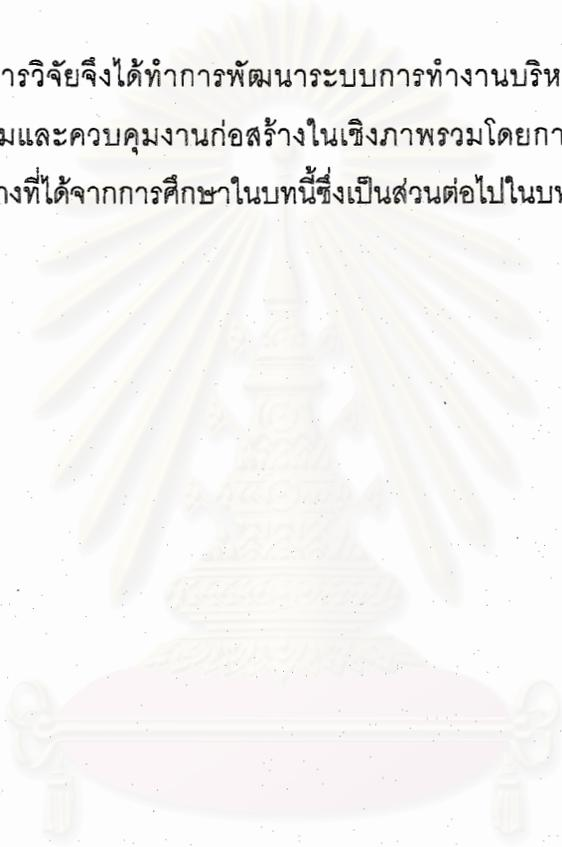 ารวิจัยจึงได้ทำการพัฒนาระบบการทำงานบริห
มและควบคุมงานก่อสร้างในเชิงภาพรวมโดยกา
างที่ได้จากการศึกษาในบทนี้ซึ่งเป็นส่วนต่อไปในบท